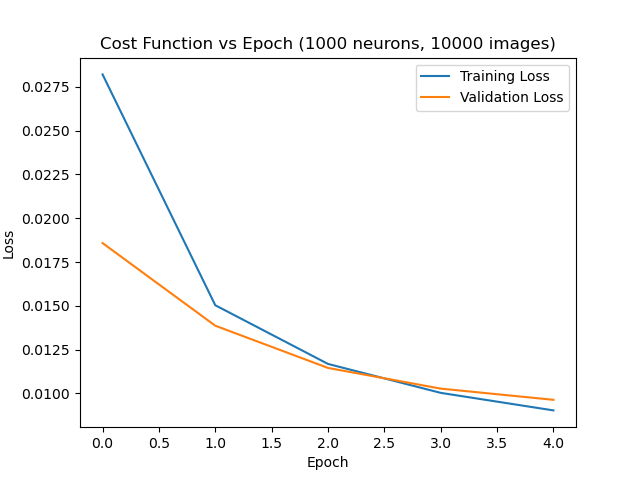 Cost Function vs Epoch (1000 neurons, 10000 images)
Training Loss
Validation Loss
0.0275
0.0250
0.0225
0.0200
0.0175
0.0150
0.0125
0.0100
Loss
0.0 0.5 1.0 1.5 2.0 2.5 3.0 3.5 4.0
Epoch